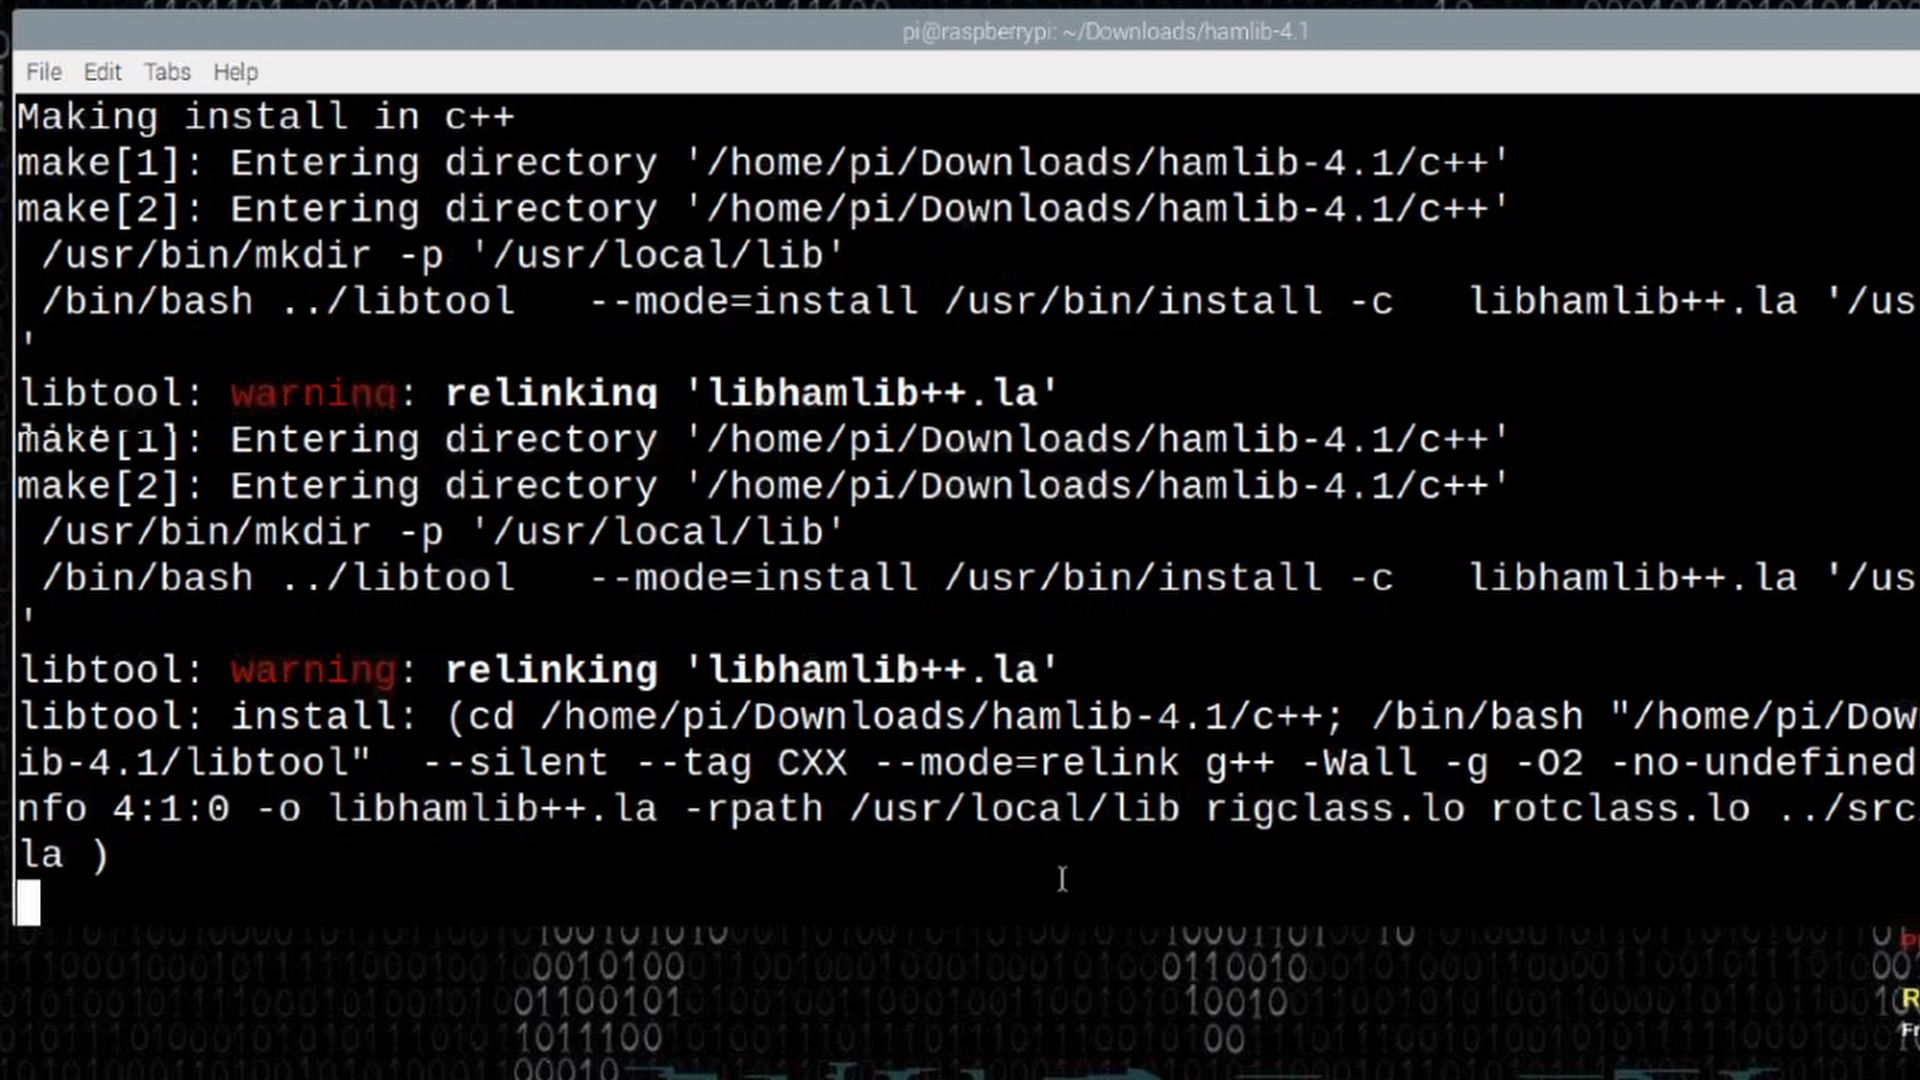 pi@raspberrypi: ~/Downloads/hamlib-4.1
File Edit Tabs Help
Making install in c++
make[1]: Entering directory '/home/pi/Downloads/hamlib-4.1/c++'
make[2]: Entering directory '/home/pi/Downloads/hamlib-4.1/c++'
/usr/bin/mkdir -p '/usr/local/lib'
/bin/bash ../libtool   --mode=install /usr/bin/install -c   libhamlib++.la '/us
'
libtool: warning: relinking 'libhamlib++.la'
make[1]: Entering directory '/home/pi/Downloads/hamlib-4.1/c++'
make[2]: Entering directory '/home/pi/Downloads/hamlib-4.1/c++'
/usr/bin/mkdir -p '/usr/local/lib'
/bin/bash ../libtool   --mode=install /usr/bin/install -c   libhamlib++.la '/us
'
libtool: warning: relinking 'libhamlib++.la'
libtool: install: (cd /home/pi/Downloads/hamlib-4.1/c++; /bin/bash "/home/pi/Dow
ib-4.1/libtool"  --silent --tag CXX --mode=relink g++ -Wall -g -O2 -no-undefined
nfo 4:1:0 -o libhamlib++.la -rpath /usr/local/lib rigclass.lo rotclass.lo ../src
la )